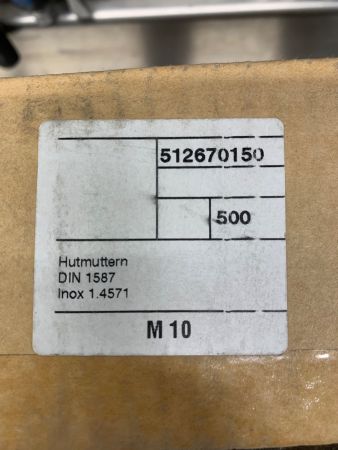 512670150
500
Hutmuttern
DIN 1587
Inox 1.4571
M 10